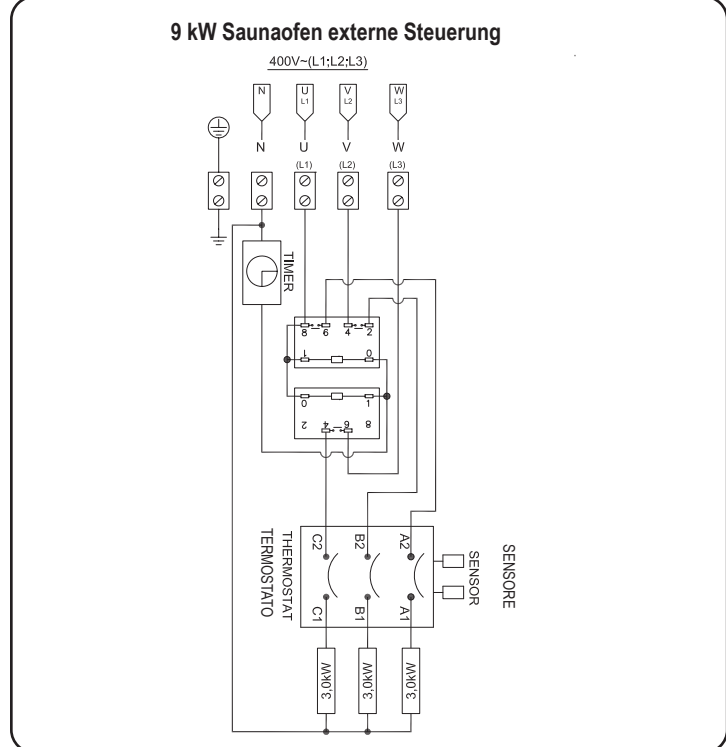 9 kW Saunaofen externe Steuerung
400V~(L1;L2;L3)
N
U
L1
V
L2
W
L3
N U V W
(L1) (L2) (L3)
TIMER
8 6 4 2
1 0
0 1
2 4 6 8
C2 B2 A2
THERMOSTAT
TERMOSTATO
SENSOR
SENSORE
C1 B1 A1
3,0kW 3,0kW 3,0kW